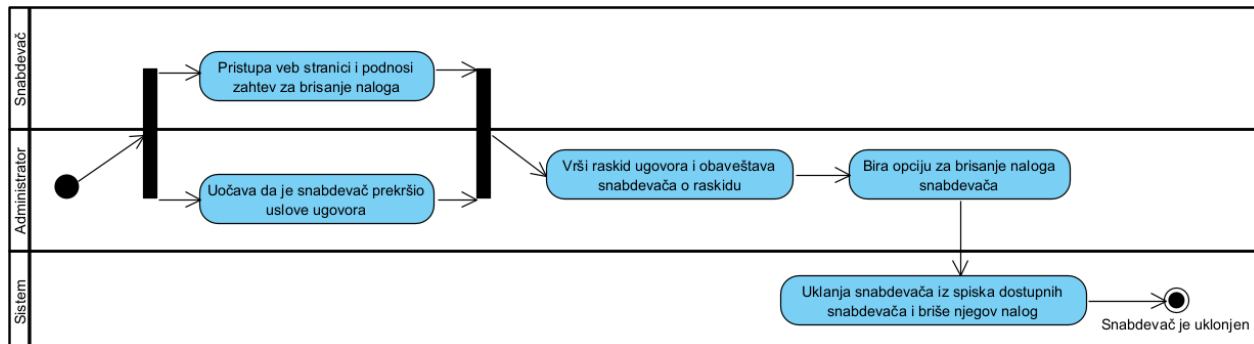 Snabdevač
Pristupa veb stranici i podnosi
zahtev za brisanje naloga
Administrator
Uočava da je snabdevač prekršio
uslove ugovora
Vrši raskid ugovora i obaveštava
snabdevača o raskidu
Bira opciju za brisanje naloga
snabdevača
Sistem
Uklanja snabdevača iz spiska dostupnih
snabdevača i briše njegov nalog
Snabdevač je uklonjen